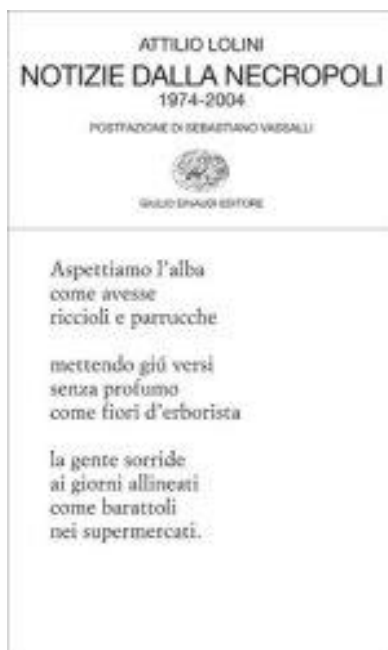 ATTILIO LOLINI
NOTIZIE DALLA NECROPOLI
1974-2004
POSTFAZIONE DI SEBASTIANO VASSALLI
GIULIO EINAUDI EDITORE
Aspettiamo l'alba
come avesse
riccioli e parrucche
mettendo giú versi
senza profumo
come fiori d'erborista
la gente sorride
ai giorni allineati
come barattoli
nei supermercati.